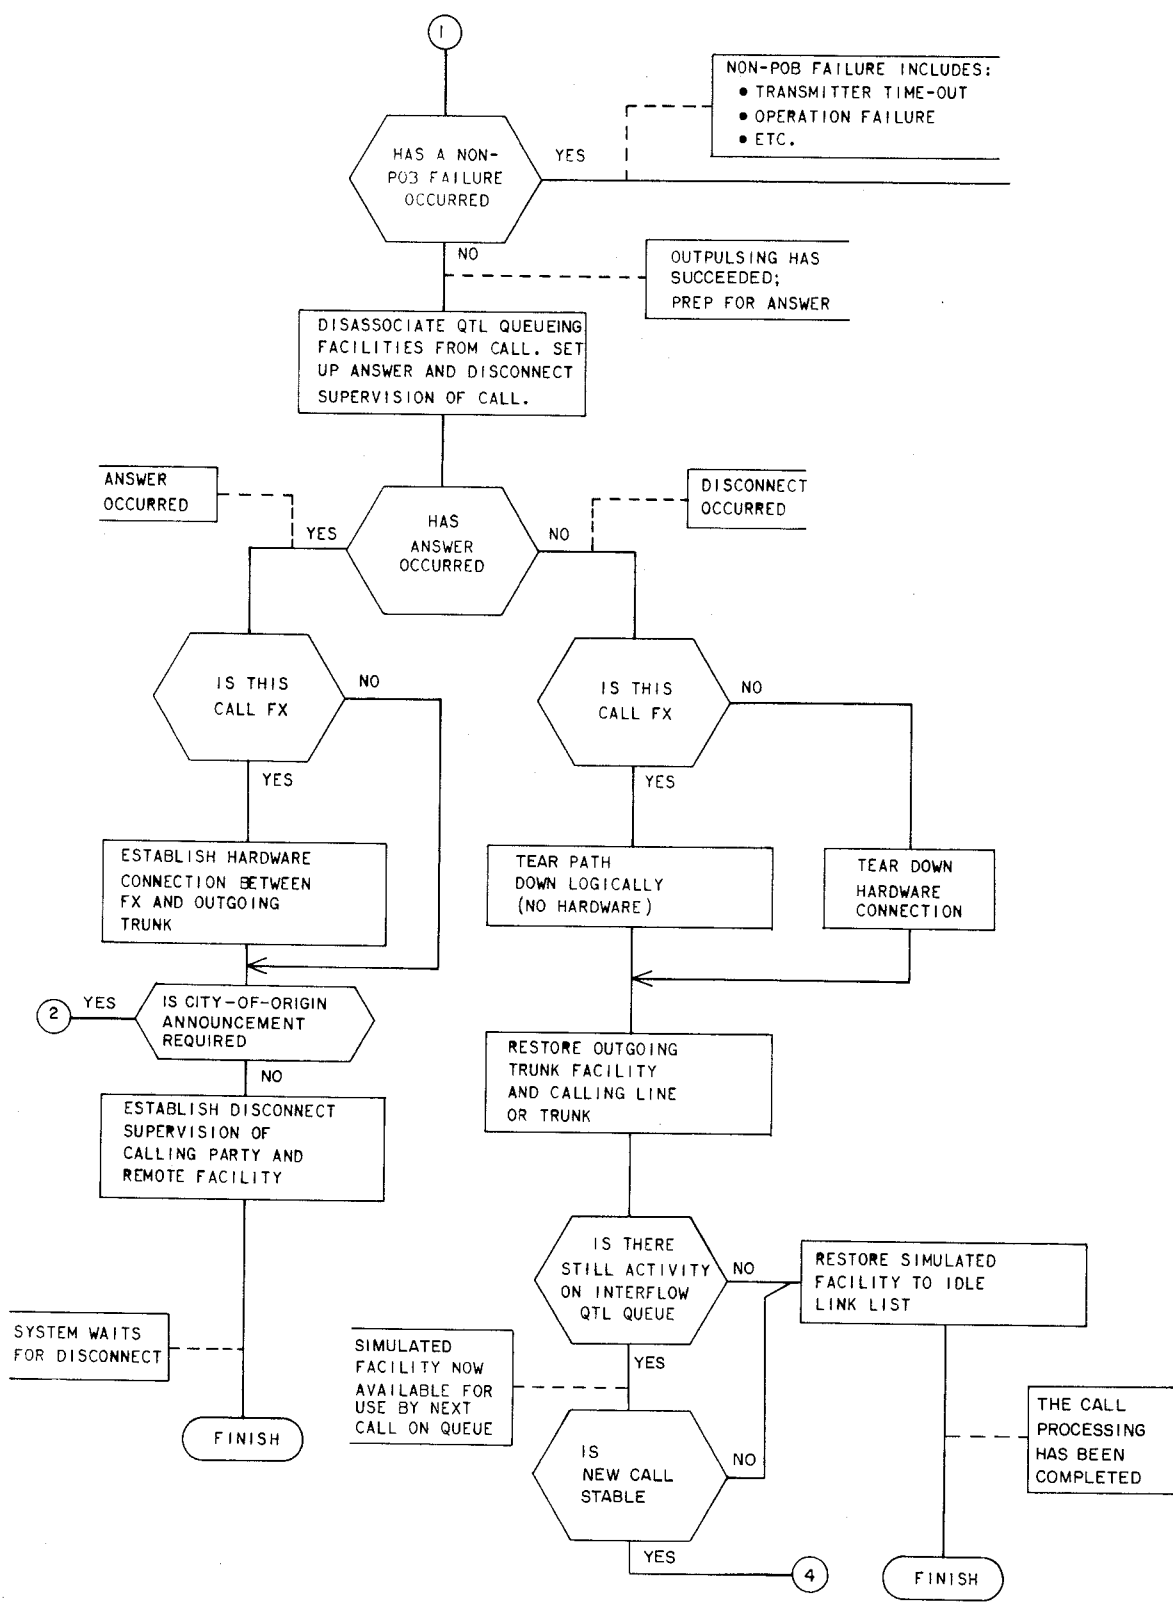 1
NON-POB FAILURE INCLUDES:
• TRANSMITTER TIME-OUT
• OPERATION FAILURE
• ETC.
HAS A NON-
POB FAILURE
OCCURRED
YES
NO
OUTPULSING HAS
SUCCEEDED;
PREP FOR ANSWER
DISASSOCIATE QTL QUEUEING
FACILITIES FROM CALL. SET
UP ANSWER AND DISCONNECT
SUPERVISION OF CALL.
ANSWER
OCCURRED
DISCONNECT
OCCURRED
YES
HAS
ANSWER
OCCURRED
NO
IS THIS
CALL FX
NO
YES
IS THIS
CALL FX
NO
YES
ESTABLISH HARDWARE
CONNECTION BETWEEN
FX AND OUTGOING
TRUNK
TEAR PATH
DOWN LOGICALLY
(NO HARDWARE)
TEAR DOWN
HARDWARE
CONNECTION
2
YES
IS CITY-OF-ORIGIN
ANNOUNCEMENT
REQUIRED
NO
RESTORE OUTGOING
TRUNK FACILITY
AND CALLING LINE
OR TRUNK
ESTABLISH DISCONNECT
SUPERVISION OF
CALLING PARTY AND
REMOTE FACILITY
IS THERE
STILL ACTIVITY
ON INTERFLOW
QTL QUEUE
NO
YES
RESTORE SIMULATED
FACILITY TO IDLE
LINK LIST
SYSTEM WAITS
FOR DISCONNECT
SIMULATED
FACILITY NOW
AVAILABLE FOR
USE BY NEXT
CALL ON QUEUE
FINISH
IS
NEW CALL
STABLE
NO
YES
4
THE CALL
PROCESSING
HAS BEEN
COMPLETED
FINISH